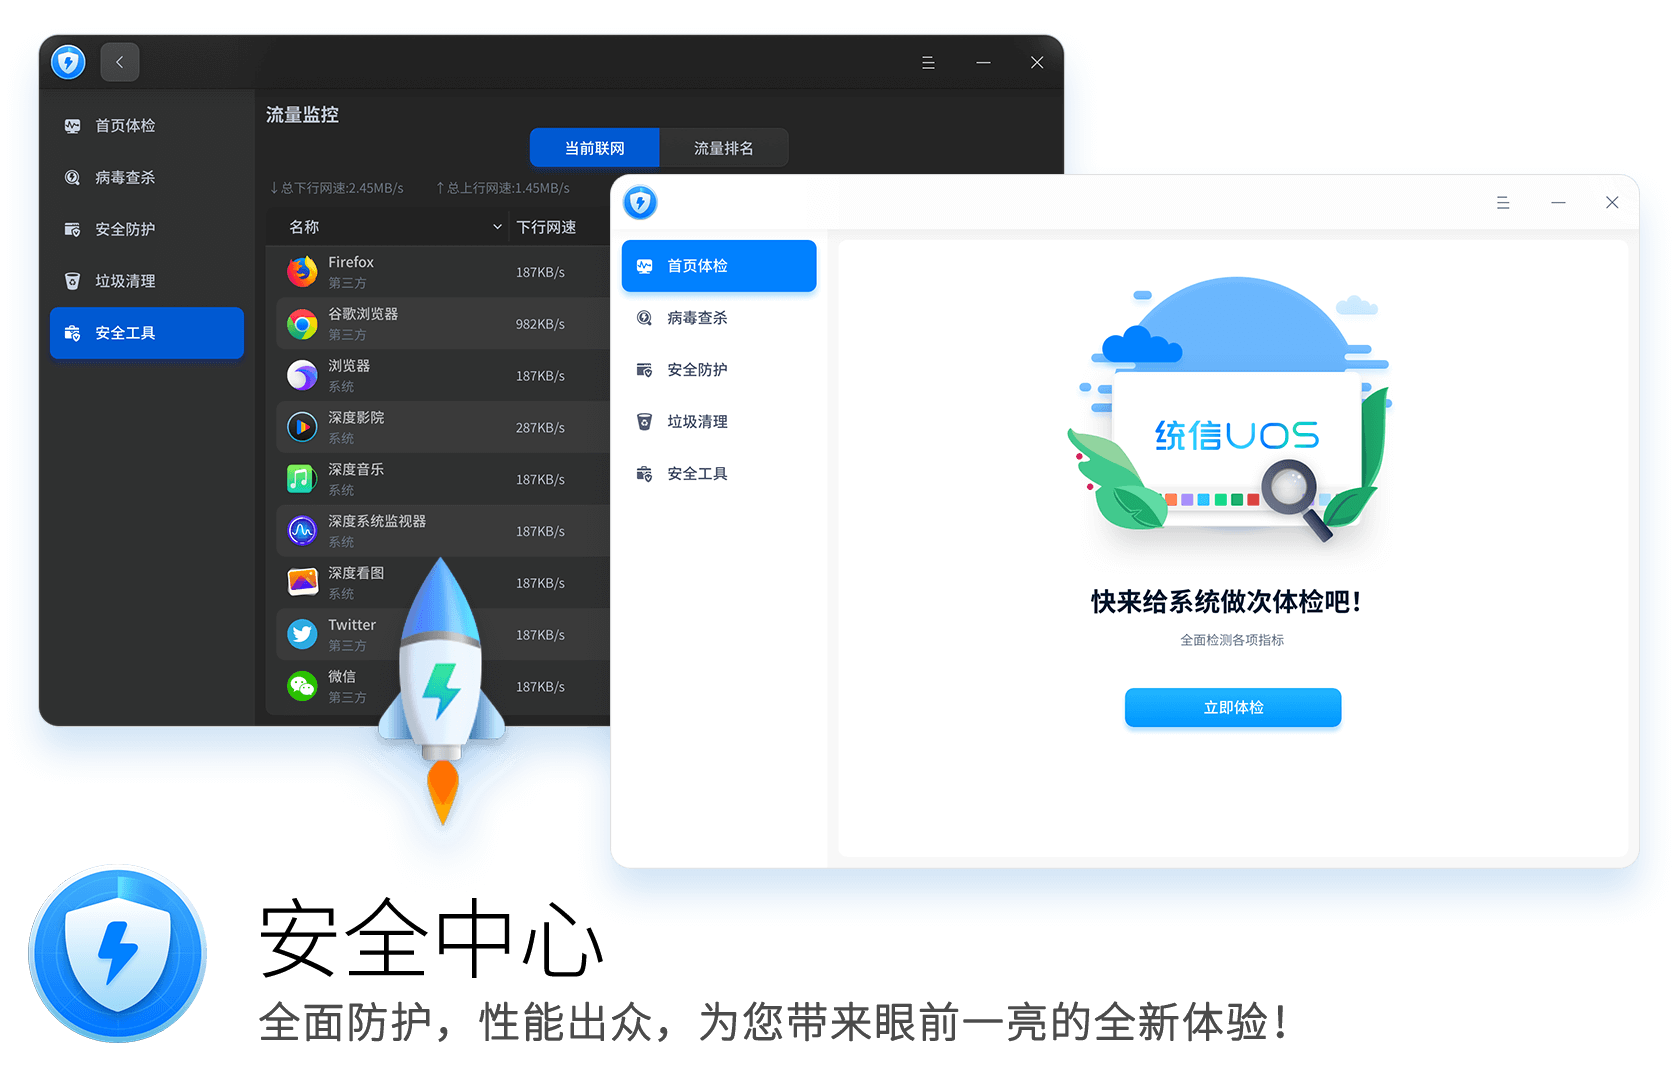 首页体检
病毒查杀
安全防护
垃圾清理
安全工具
流量监控
当前联网
流量排名
↓总下行网速:2.45MB/s
↑总上行网速:1.45MB/s
名称
下行网速
Firefox
第三方
187KB/s
谷歌浏览器
第三方
982KB/s
浏览器
系统
187KB/s
深度影院
系统
287KB/s
深度音乐
系统
187KB/s
深度系统监视器
系统
187KB/s
深度看图
系统
187KB/s
Twitter
第三方
187KB/s
微信
第三方
187KB/s
首页体检
病毒查杀
安全防护
垃圾清理
安全工具
统信UOS
快来给系统做次体检吧！
全面检测各项指标
立即体检
安全中心
全面防护，性能出众，为您带来眼前一亮的全新体验！